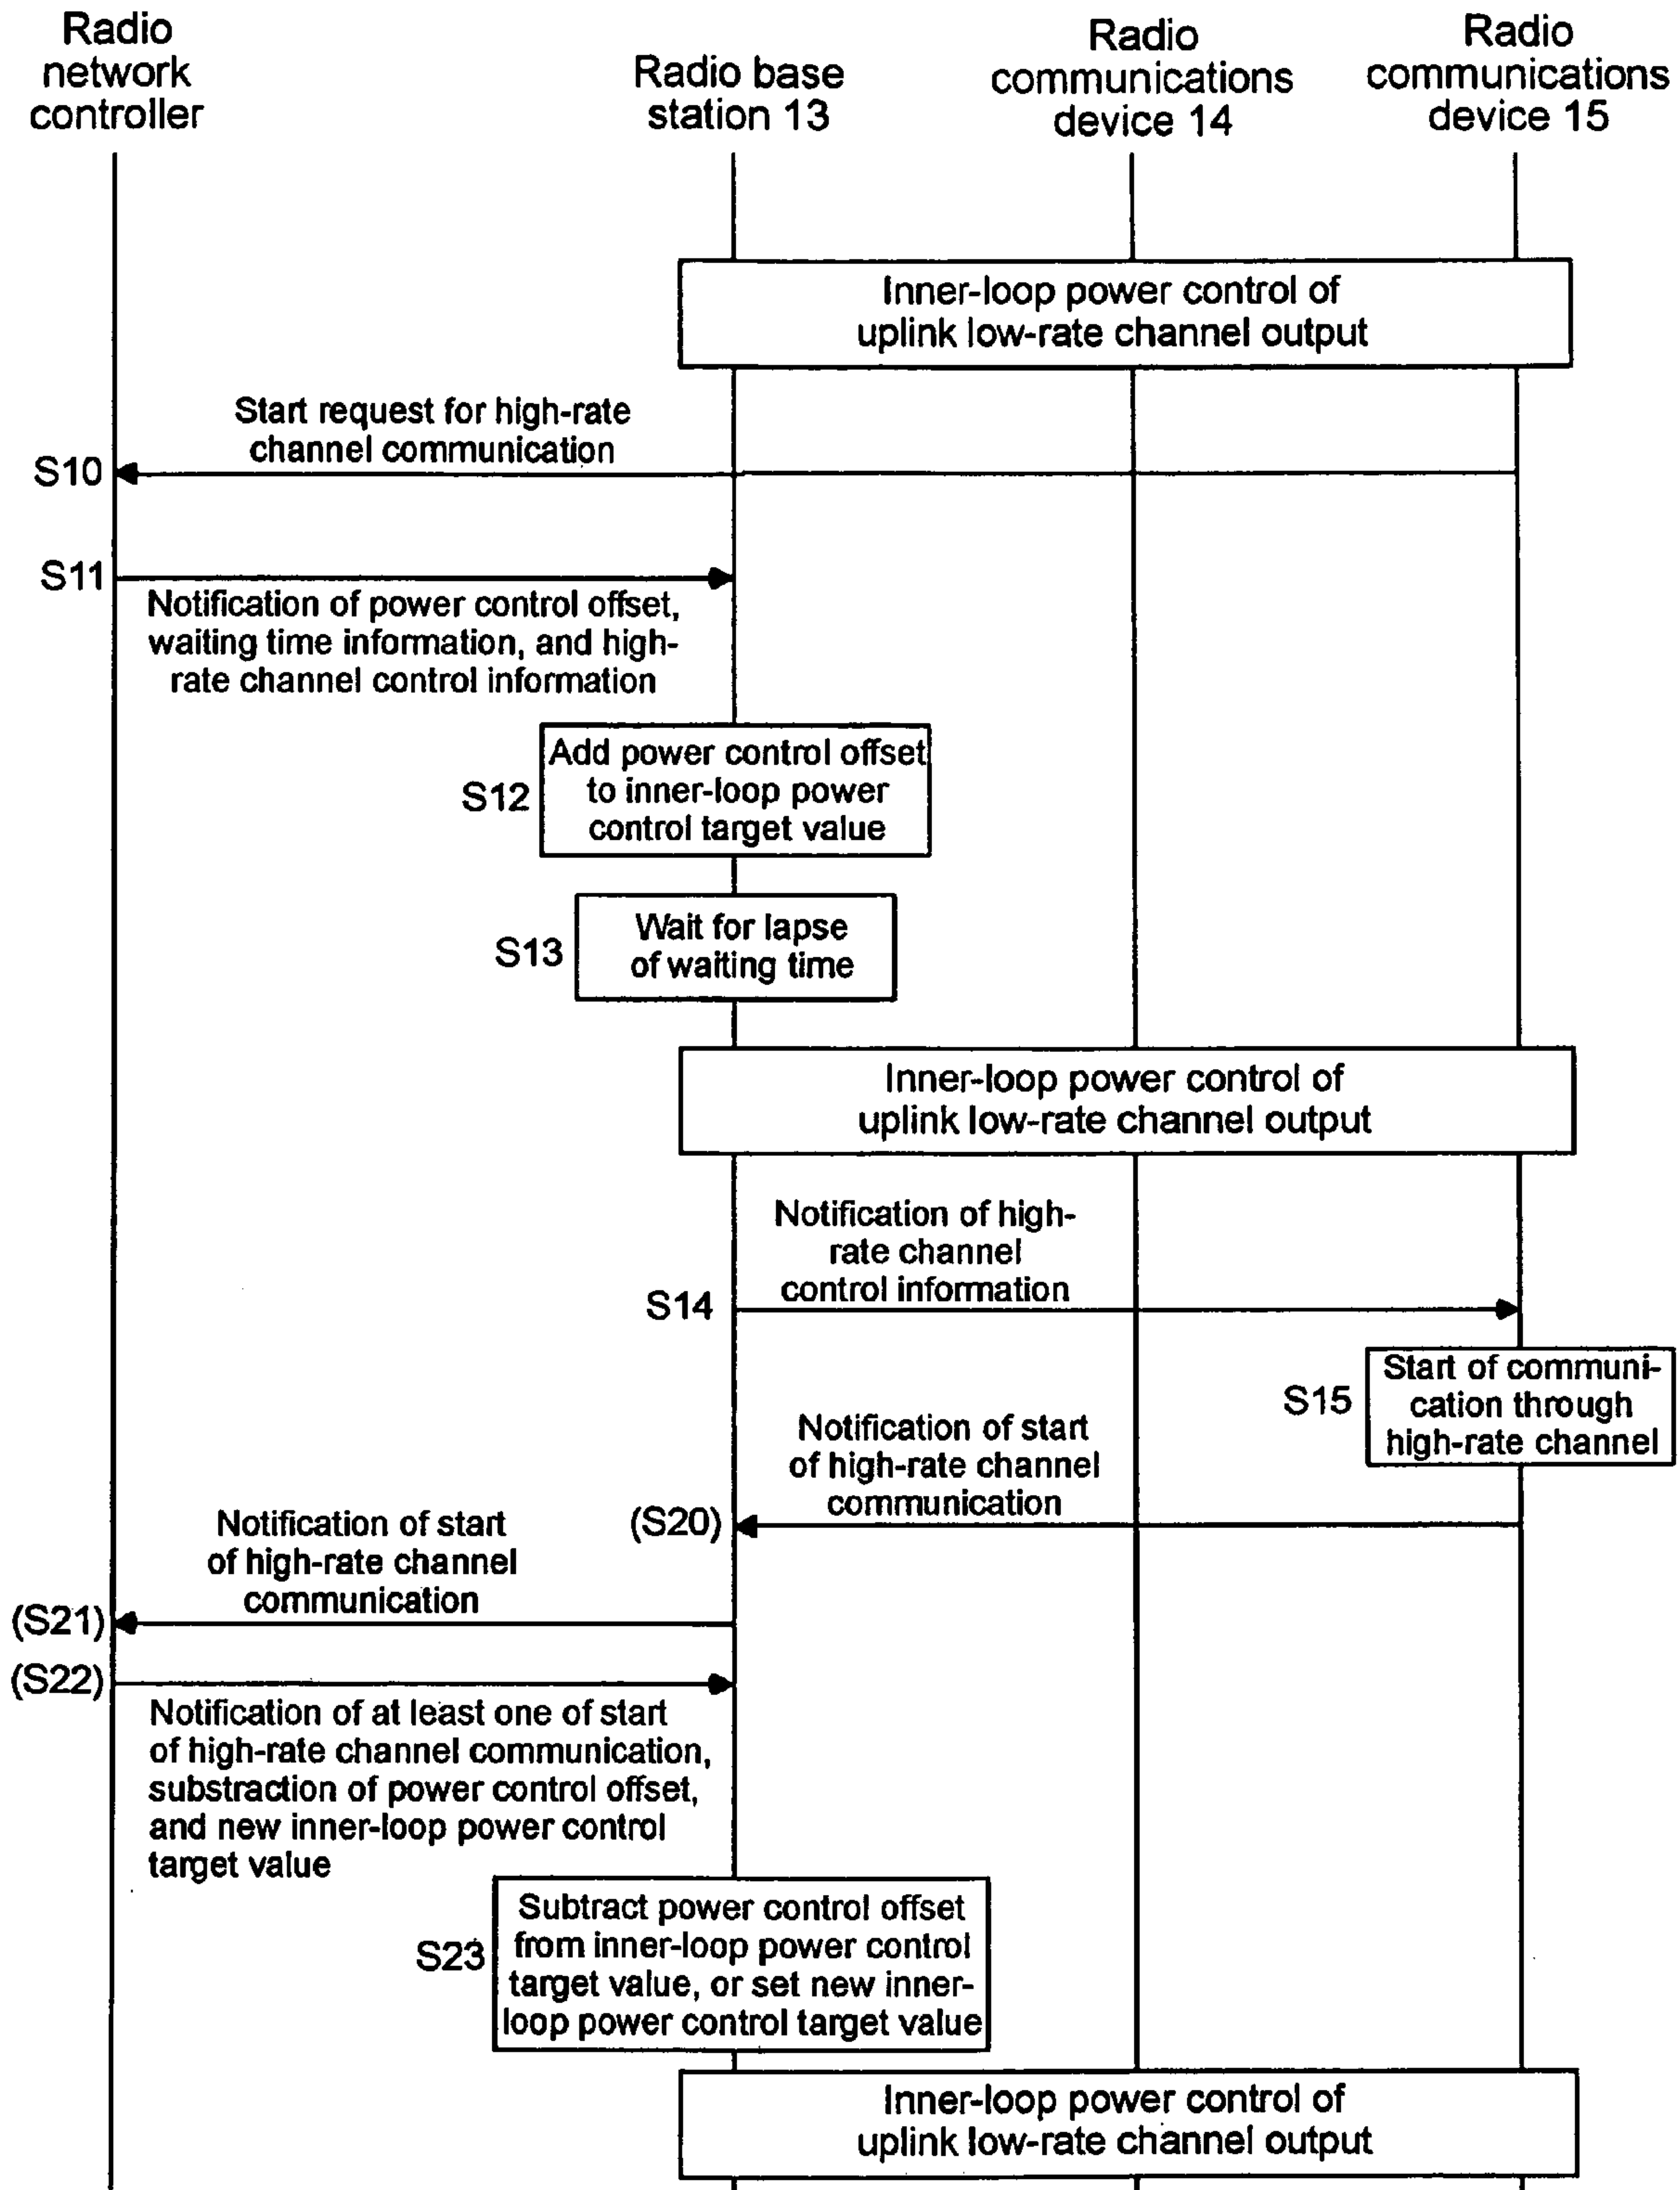 Radio
network
controller
Radio base
station 13
Radio
communications
device 14
Radio
communications
device 15
Inner-loop power control of
uplink low-rate channel output
Start request for high-rate
channel communication
S10
S11
Notification of power control offset,
waiting time information, and high-
rate channel control information
S12
Add power control offset
to inner-loop power
control target value
S13
Wait for lapse
of waiting time
Inner-loop power control of
uplink low-rate channel output
Notification of high-
rate channel
control information
S14
S15
Start of communi-
cation through
high-rate channel
Notification of start
of high-rate channel
communication
(S20)
Notification of start
of high-rate channel
communication
(S21)
(S22)
Notification of at least one of start
of high-rate channel communication,
substraction of power control offset,
and new inner-loop power control
target value
S23
Subtract power control offset
from inner-loop power control
target value, or set new inner-
loop power control target value
Inner-loop power control of
uplink low-rate channel output